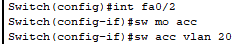 Switch(config)#int fa0/2
Switch(config-if)#sw mo acc
Switch(config-if)#sw acc vlan 20